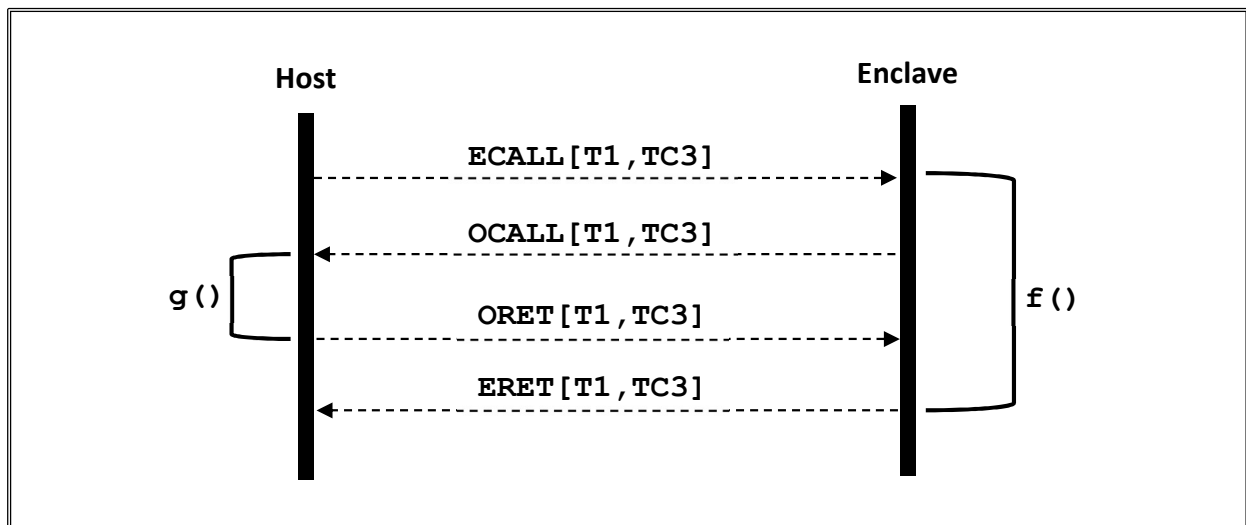 Host
Enclave
ECALL[T1,TC3]
OCALL[T1,TC3]
g()
f()
ORET[T1,TC3]
ERET[T1,TC3]